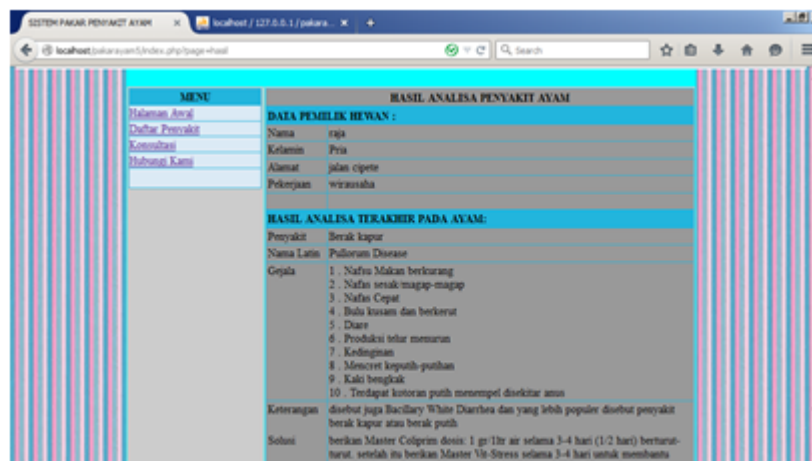 SISTEM PAKAR PENYAKIT AYAM
localhost / 127.0.0.1 / pakara...
localhost/pakarayam5/index.php?page=hasil
Search
MENU
Halaman Awal
Daftar Penyakit
Konsultasi
Hubungi Kami
HASIL ANALISA PENYAKIT AYAM
DATA PEMILIK HEWAN :
Nama raja
Kelamin Pria
Alamat jalan cipete
Pekerjaan wirausaha
HASIL ANALISA TERAKHIR PADA AYAM:
Penyakit Berak kapur
Nama Latin Pullorum Disease
Gejala 1 . Nafsu Makan berkurang
2 . Nafas sesak/magap-magap
3 . Nafas Cepat
4 . Bulu kusam dan berkerut
5 . Diare
6 . Produksi telur menurun
7 . Kedinginan
8 . Mencret keputih-putihan
9 . Kaki bengkak
10 . Terdapat kotoran putih menempel disekitar anus
Keterangan disebut juga Bacillary White Diarrhea dan yang lebih populer disebut penyakit
berak kapur atau berak putih
Solusi berikan Master Coliprim dosis: 1 gr/1ltr air selama 3-4 hari (1/2 hari) berturut-
turut. setelah itu berikan Master Vit-Stress selama 3-4 hari untuk membantu